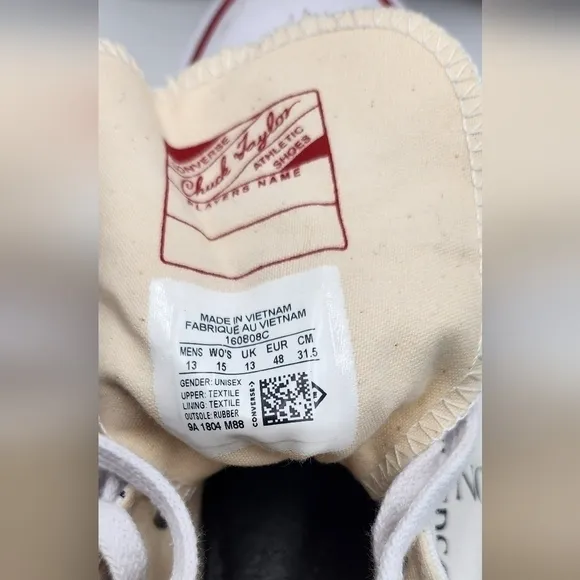 CONVERSE
Chuck Taylor
ATHLETIC
SHOES
PLAYERS NAME
MADE IN VIETNAM
FABRIQUÉ AU VIETNAM
160808C
MENS WO'S UK EUR CM
13 15 13 48 31.5
GENDER: UNISEX
UPPER: TEXTILE
LINING: TEXTILE
OUTSOLE: RUBBER
9A 1804 M88
CONVERSE